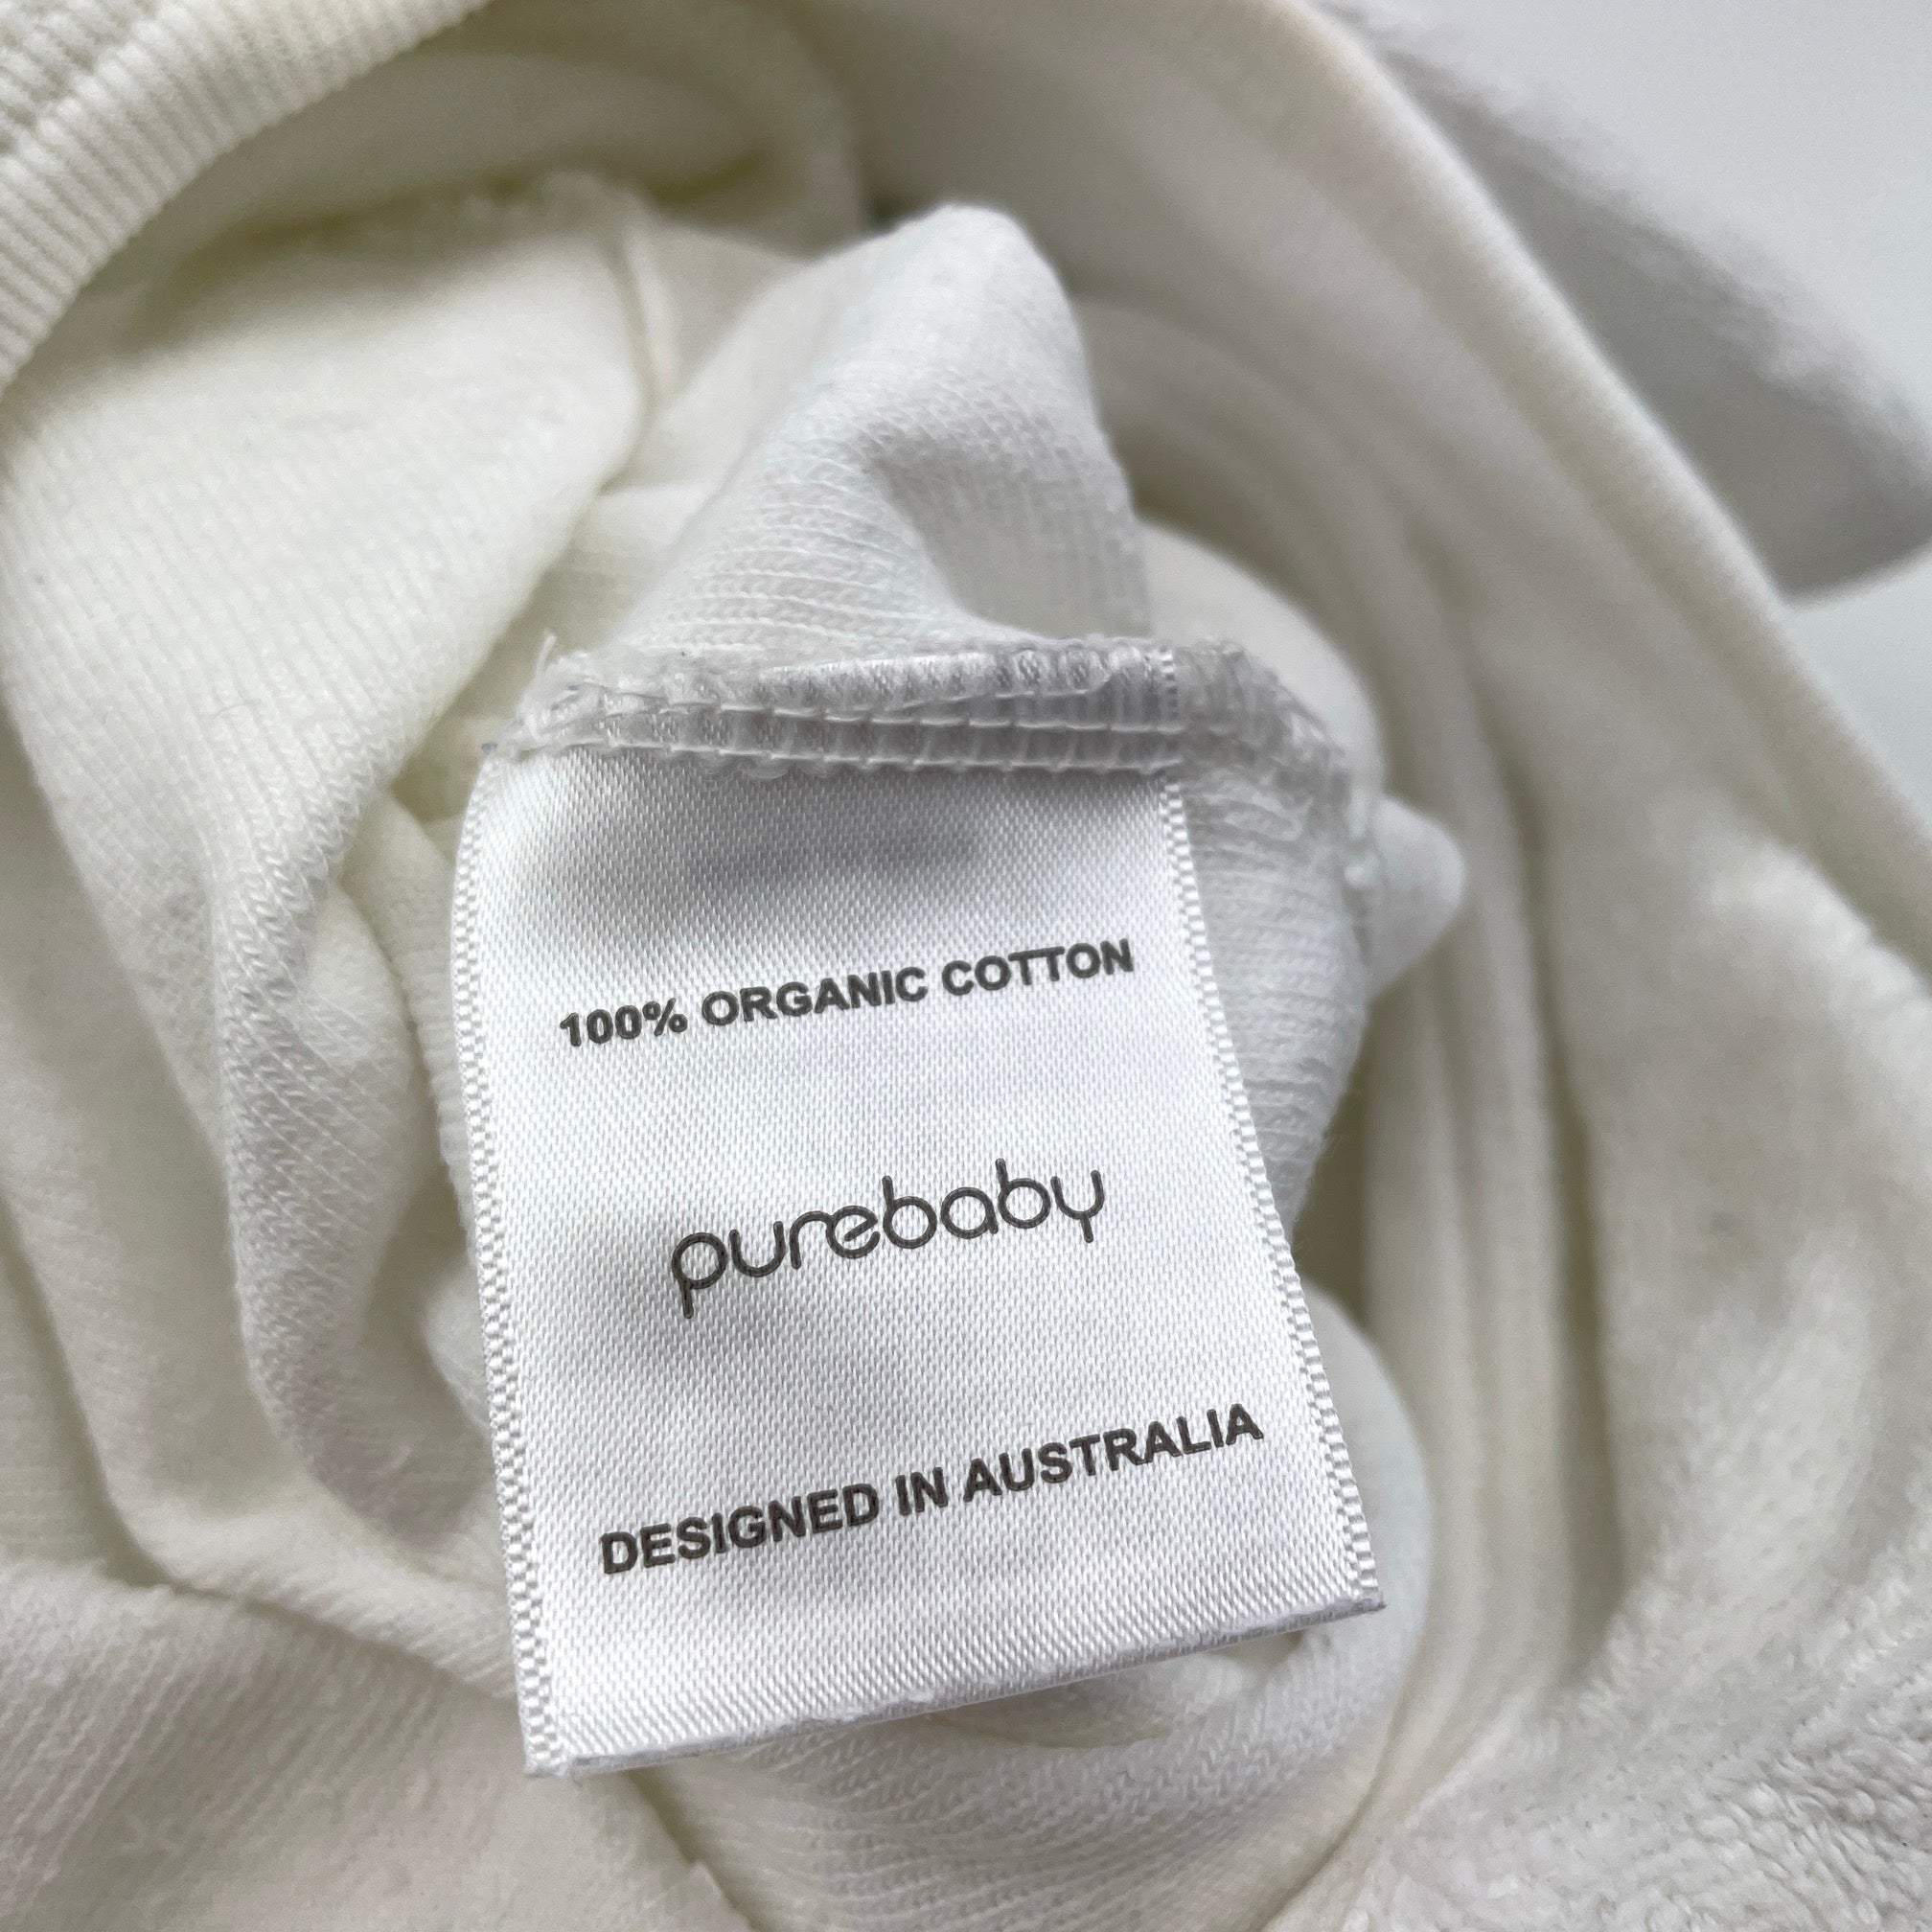 100% ORGANIC COTTON
purebaby
DESIGNED IN AUSTRALIA